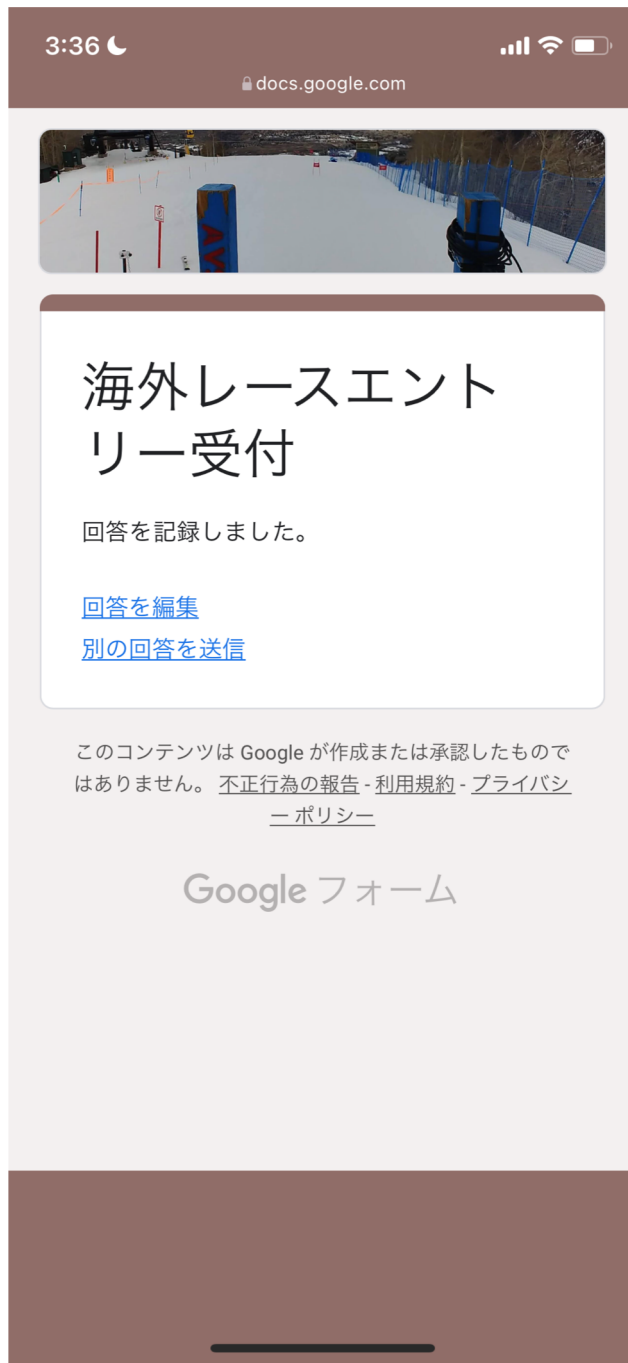 3:36
docs.google.com
海外レースエント
リー受付
回答を記録しました。
回答を編集
別の回答を送信
このコンテンツは Google が作成または承認したもので
はありません。 不正行為の報告 - 利用規約 - プライバシ
ー ポリシー
Google フォーム